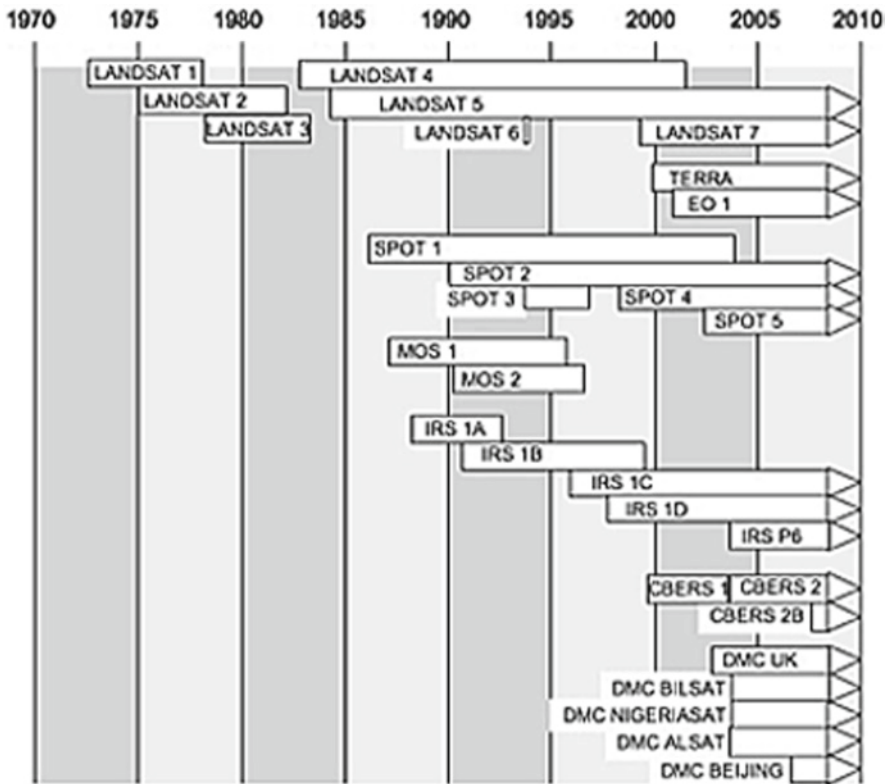 1970 1975 1980 1985 1990 1995 2000 2005 2010
LANDSAT 1 LANDSAT 4
LANDSAT 2 LANDSAT 5
LANDSAT 3 LANDSAT 6 LANDSAT 7
TERRA
EO 1
SPOT 1
SPOT 2
SPOT 3 SPOT 4
SPOT 5
MOS 1
MOS 2
IRS 1A
IRS 1B
IRS 1C
IRS 1D
IRS P6
CBERS 1 CBERS 2
CBERS 2B
DMC UK
DMC BILSAT
DMC NIGERIASAT
DMC ALSAT
DMC BEIJING